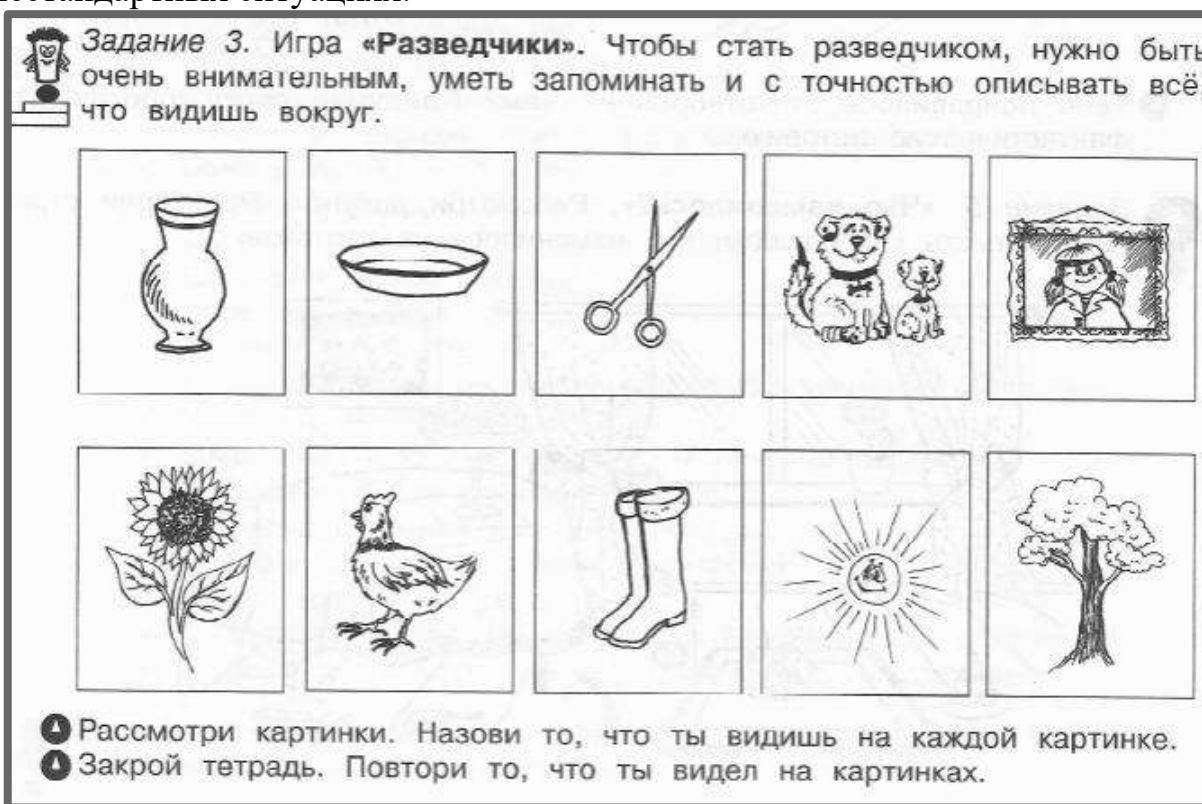 нестандартных ситуациях.
Задание 3. Игра «Разведчики». Чтобы стать разведчиком, нужно быть
очень внимательным, уметь запоминать и с точностью описывать всё,
что видишь вокруг.
Рассмотри картинки. Назови то, что ты видишь на каждой картинке.
Закрой тетрадь. Повтори то, что ты видел на картинках.